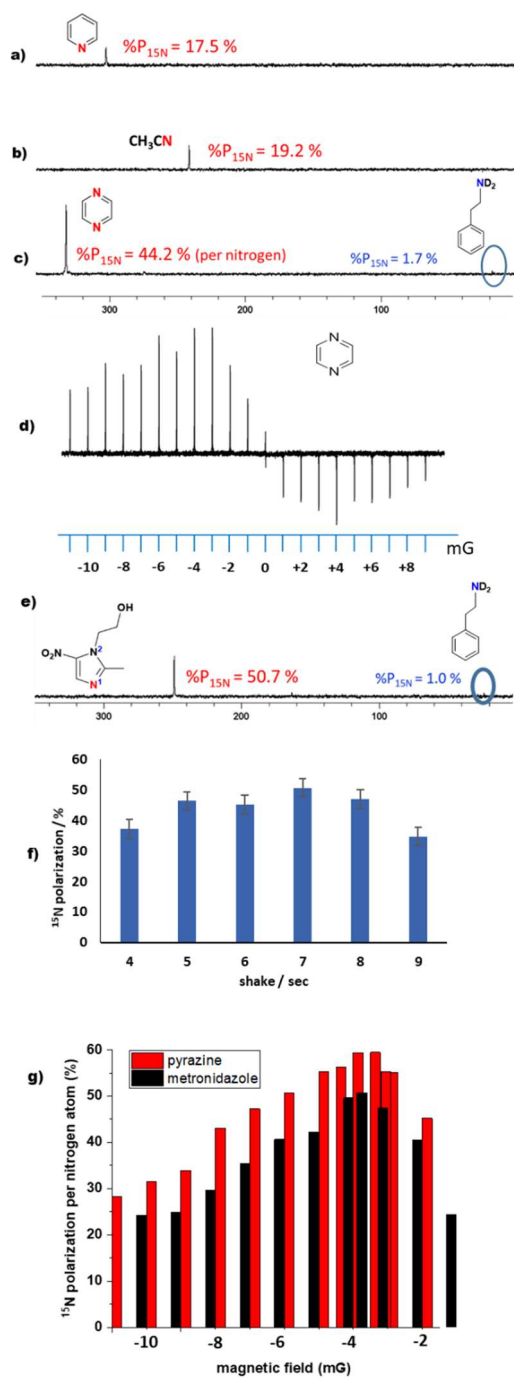 N
a)
%P15N = 17.5 %
b)
CH3CN
%P15N = 19.2 %
N
N
ND2
c)
%P15N = 44.2 % (per nitrogen)
%P15N = 1.7 %
300
200
100
N
N
d)
mG
-10 -8 -6 -4 -2 0 +2 +4 +6 +8
e)
OH
O2N
N2
N1
ND2
%P15N = 50.7 %
%P15N = 1.0 %
300
200
100
f)
15N polarization / %
60
50
40
30
20
10
0
4 5 6 7 8 9
shake / sec
g)
pyrazine
metronidazole
15N polarization per nitrogen atom (%)
60
50
40
30
20
10
0
-10 -8 -6 -4 -2
magnetic field (mG)